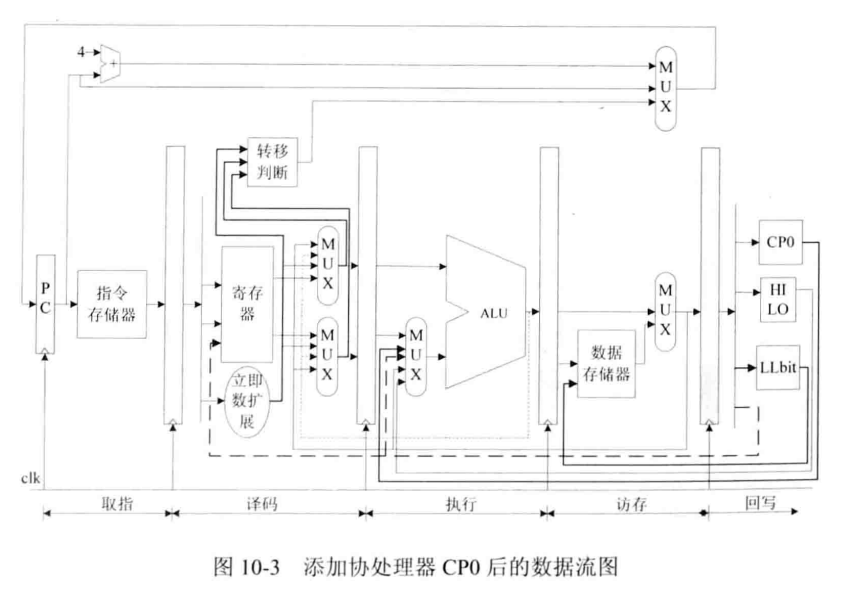 4
+
M
U
X
转移
判断
PC
指令
存储器
寄存
器
立即
数扩
展
M
U
X
M
U
X
M
U
X
ALU
数据
存储器
M
U
X
CP0
HI
LO
LLbit
clk
取指
译码
执行
访存
回写
图 10-3 添加协处理器 CP0 后的数据流图